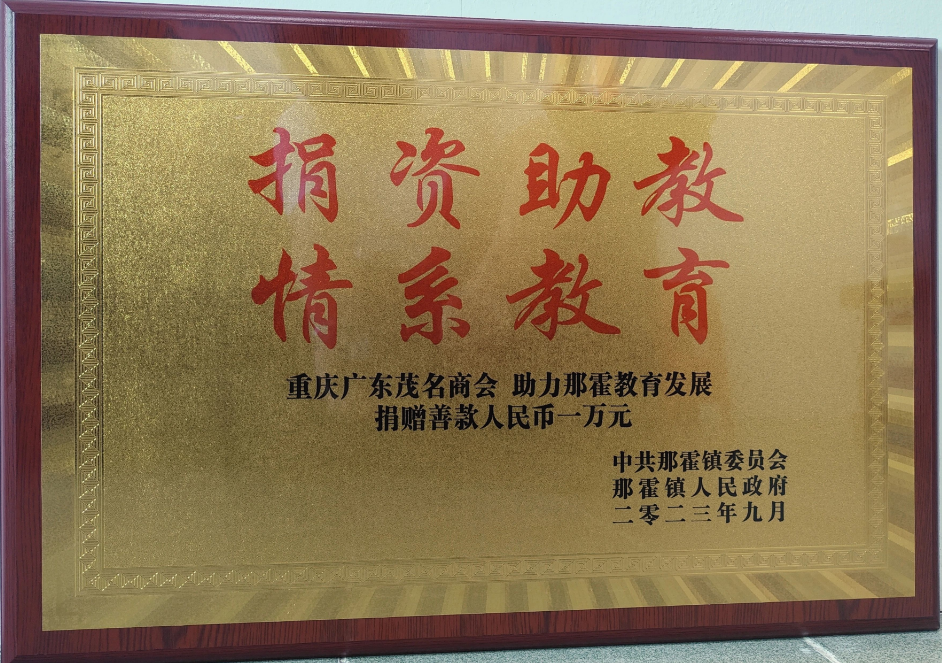 捐资助教
情系教育
重庆广东茂名商会 助力那霍教育发展
捐赠善款人民币一万元
中共那霍镇委员会
那霍镇人民政府
二零二三年九月